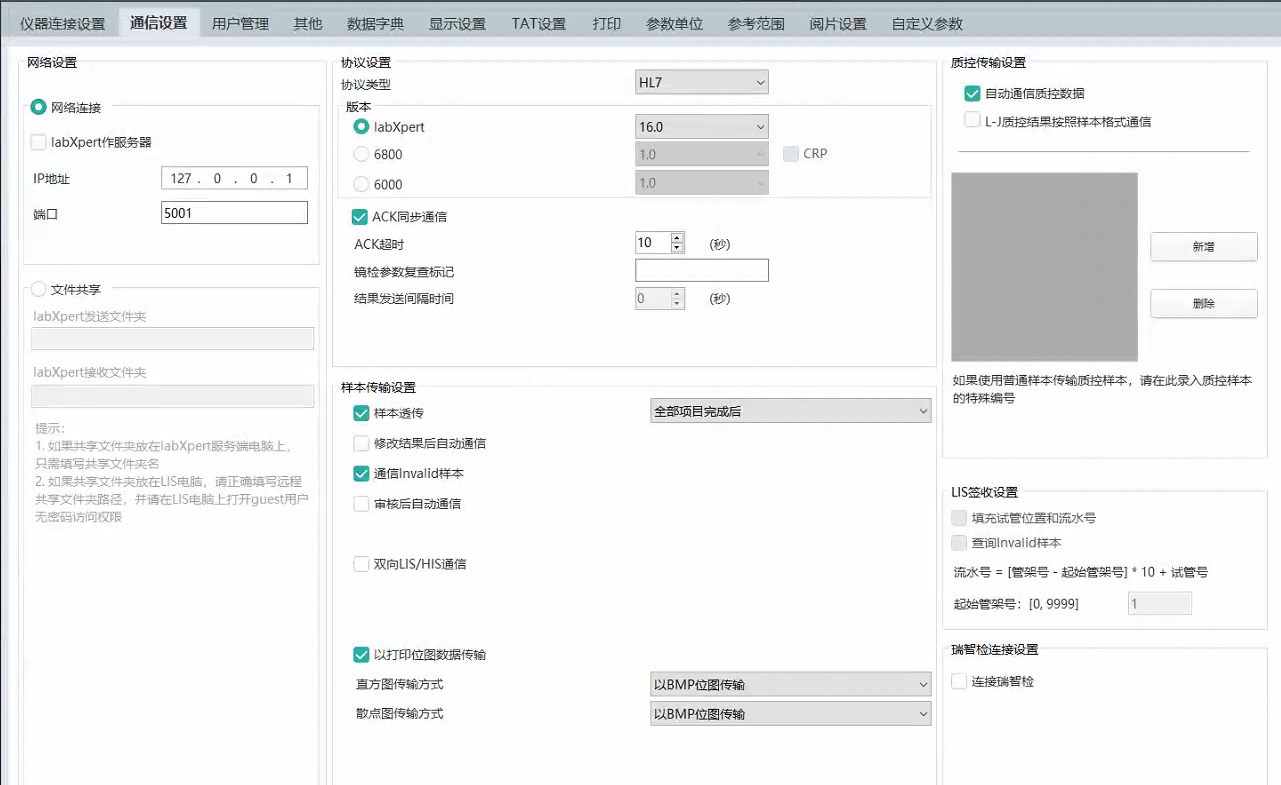 仪器连接设置 通信设置 用户管理 其他 数据字典 显示设置 TAT设置 打印 参数单位 参考范围 阅片设置 自定义参数
网络设置
网络连接
labXpert作服务器
IP地址 127 . 0 . 0 . 1
端口 5001
文件共享
labXpert发送文件夹
labXpert接收文件夹
提示:
1. 如果共享文件夹放在labXpert服务端电脑上，
只需填写共享文件夹名
2. 如果共享文件夹放在LIS电脑，请正确填写远程
共享文件夹路径，并请在LIS电脑上打开guest用户
无密码访问权限
协议设置
协议类型 HL7
版本
labXpert 16.0
6800 1.0 CRP
6000 1.0
ACK同步通信
ACK超时 10 (秒)
镜检参数复查标记
结果发送间隔时间 0 (秒)
样本传输设置
样本透传 全部项目完成后
修改结果后自动通信
通信Invalid样本
审核后自动通信
双向LIS/HIS通信
以打印位图数据传输
直方图传输方式 以BMP位图传输
散点图传输方式 以BMP位图传输
质控传输设置
自动通信质控数据
L-J质控结果按照样本格式通信
新增
删除
如果使用普通样本传输质控样本，请在此录入质控样本
的特殊编号
LIS签收设置
填充试管位置和流水号
查询Invalid样本
流水号 = [管架号 - 起始管架号] * 10 + 试管号
起始管架号：[0, 9999] 1
瑞智检连接设置
连接瑞智检